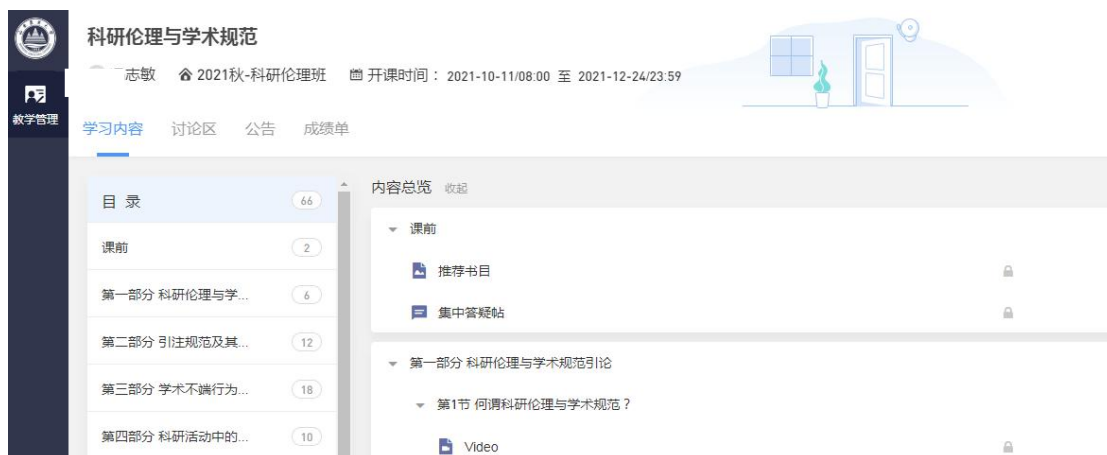 科研伦理与学术规范
志敏 2021秋-科研伦理班 开课时间： 2021-10-11/08:00 至 2021-12-24/23:59
教学管理
学习内容 讨论区 公告 成绩单
目 录 66
内容总览 收起
课前
课前 2
推荐书目
第一部分 科研伦理与学... 6
集中答疑帖
第二部分 引注规范及其... 12
第一部分 科研伦理与学术规范引论
第三部分 学术不端行为... 18
第1节 何谓科研伦理与学术规范？
第四部分 科研活动中的... 10
Video